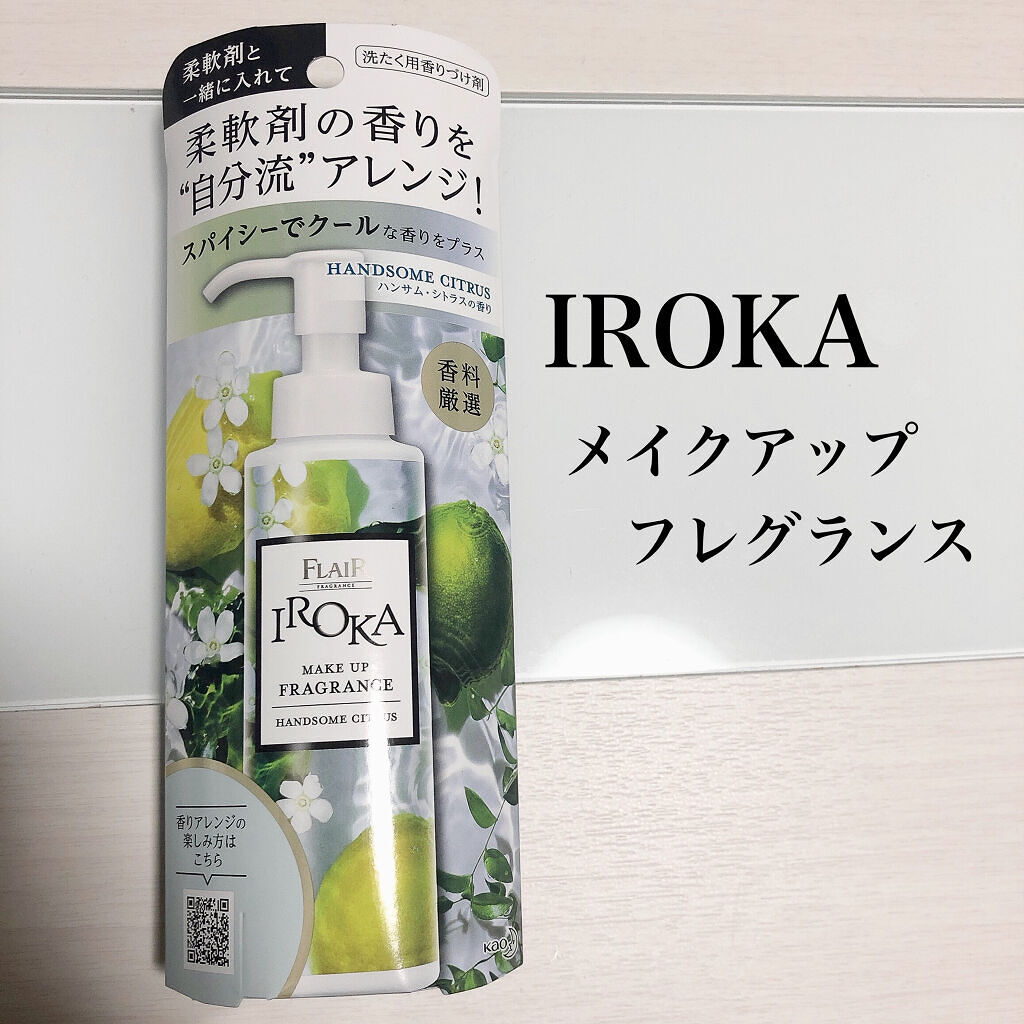 柔軟剤と
一緒に入れて
洗たく用香りづけ剤
柔軟剤の香りを
“自分流”アレンジ!
スパイシーでクールな香りをプラス
HANDSOME CITRUS
ハンサム・シトラスの香り
香料
厳選
FLAIR
FRAGRANCE
IROKA
MAKE UP
FRAGRANCE
HANDSOME CITRUS
香りアレンジの
楽しみ方は
こちら
Kao
IROKA
メイクアップ
フレグランス